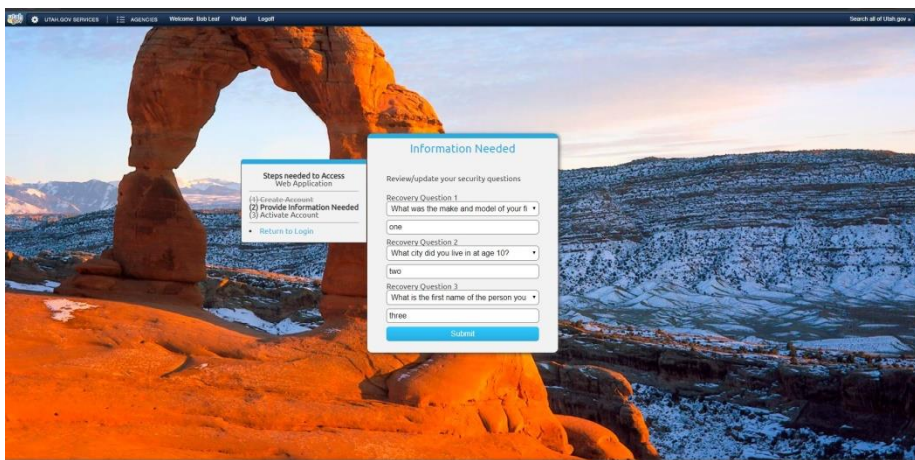 UTAH.GOV SERVICES
AGENCIES
Welcome: Bob Leaf
Portal
Logoff
Search all of Utah.gov »
Steps needed to Access
Web Application
(1) Create Account
(2) Provide Information Needed
(3) Activate Account
Return to Login
Information Needed
Review/update your security questions
Recovery Question 1
What was the make and model of your fi
one
Recovery Question 2
What city did you live in at age 10?
two
Recovery Question 3
What is the first name of the person you
three
Submit